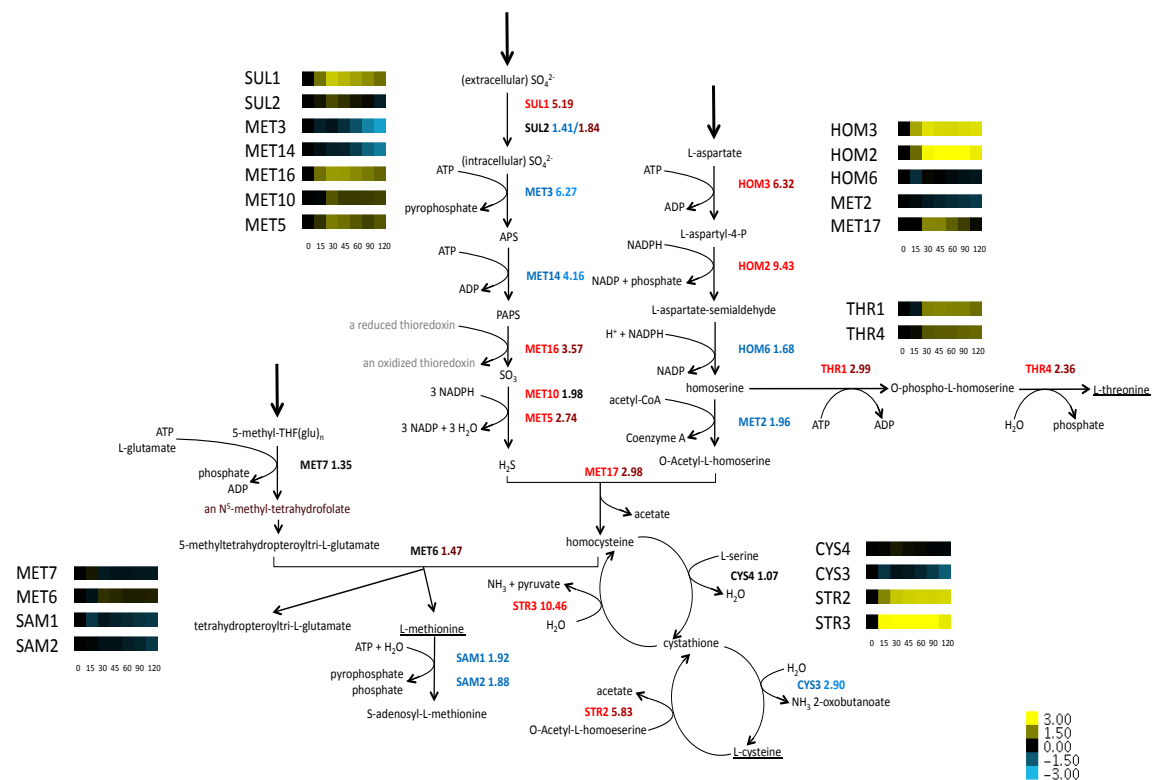 SUL1
SUL2
MET3
MET14
MET16
MET10
MET5
0 15 30 45 60 90 120
(extracellular) SO₄²⁻
SUL1 5.19
SUL2 1.41/1.84
(intracellular) SO₄²⁻
ATP
MET3 6.27
pyrophosphate
APS
ATP
MET14 4.16
ADP
PAPS
a reduced thioredoxin
MET16 3.57
an oxidized thioredoxin
SO₃
3 NADPH
MET10 1.98
MET5 2.74
3 NADP + 3 H₂O
H₂S
L-aspartate
ATP
HOM3 6.32
ADP
L-aspartyl-4-P
NADPH
HOM2 9.43
NADP + phosphate
L-aspartate-semialdehyde
H⁺ + NADPH
HOM6 1.68
NADP
homoserine
acetyl-CoA
MET2 1.96
Coenzyme A
O-Acetyl-L-homoserine
HOM3
HOM2
HOM6
MET2
MET17
0 15 30 45 60 90 120
THR1
THR4
0 15 30 45 60 90 120
THR1 2.99
ATP
ADP
O-phospho-L-homoserine
THR4 2.36
H₂O
phosphate
L-threonine
MET17 2.98
acetate
homocysteine
5-methyl-THF(glu)ₙ
ATP
L-glutamate
MET7 1.35
phosphate
ADP
an N⁵-methyl-tetrahydrofolate
5-methyltetrahydropteroyltri-L-glutamate
MET6 1.47
tetrahydropteroyltri-L-glutamate
L-methionine
ATP + H₂O
SAM1 1.92
SAM2 1.88
pyrophosphate
phosphate
S-adenosyl-L-methionine
MET7
MET6
SAM1
SAM2
0 15 30 45 60 90 120
NH₃ + pyruvate
STR3 10.46
H₂O
L-serine
CYS4 1.07
H₂O
cystathione
acetate
STR2 5.83
O-Acetyl-L-homoeserine
H₂O
CYS3 2.90
NH₃ 2-oxobutanoate
L-cysteine
CYS4
CYS3
STR2
STR3
0 15 30 45 60 90 120
3.00
1.50
0.00
-1.50
-3.00